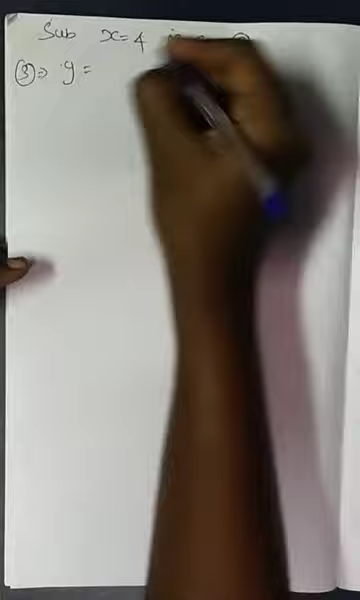 Sub x=4
③⇒ y=